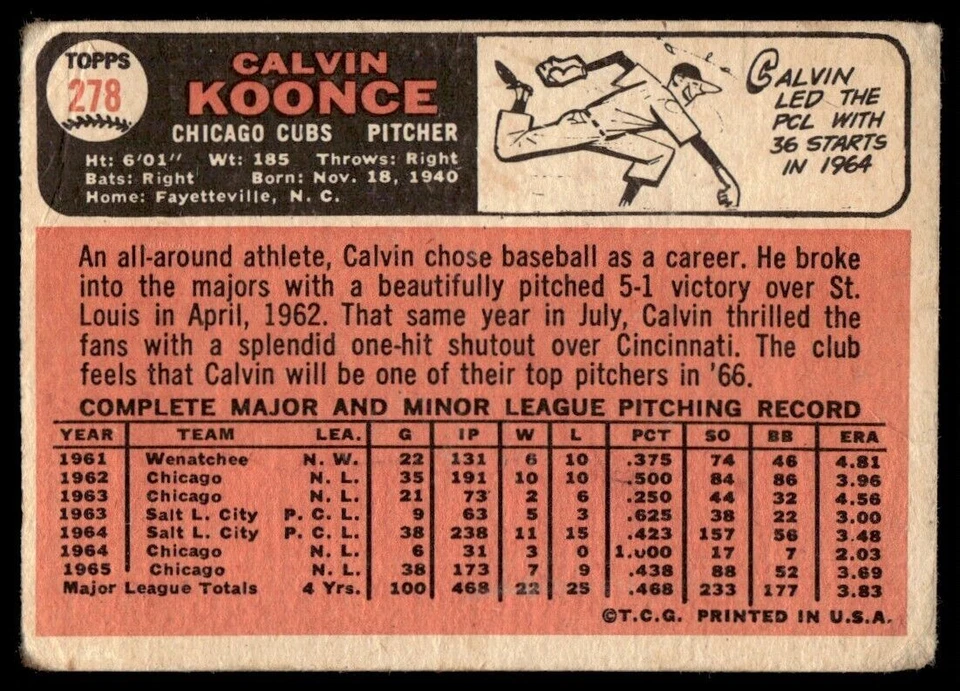 TOPPS
278
CALVIN
KOONCE
CHICAGO CUBS PITCHER
Ht: 6'01" Wt: 185 Throws: Right
Bats: Right Born: Nov. 18, 1940
Home: Fayetteville, N. C.
CALVIN
LED THE
PCL WITH
36 STARTS
IN 1964
An all-around athlete, Calvin chose baseball as a career. He broke
into the majors with a beautifully pitched 5-1 victory over St.
Louis in April, 1962. That same year in July, Calvin thrilled the
fans with a splendid one-hit shutout over Cincinnati. The club
feels that Calvin will be one of their top pitchers in '66.
COMPLETE MAJOR AND MINOR LEAGUE PITCHING RECORD
YEAR TEAM LEA. G IP W L PCT SO BB ERA
1961 Wenatchee N. W. 22 131 6 10 .375 74 46 4.81
1962 Chicago N. L. 35 191 10 10 .500 84 86 3.96
1963 Chicago N. L. 21 73 2 6 .250 44 32 4.56
1963 Salt L. City P. C. L. 9 63 5 3 .625 38 22 3.00
1964 Salt L. City P. C. L. 38 238 11 15 .423 157 56 3.48
1964 Chicago N. L. 6 31 3 0 1.000 17 7 2.03
1965 Chicago N. L. 38 173 7 9 .438 88 52 3.69
Major League Totals 4 Yrs. 100 468 22 25 .468 233 177 3.83
©T.C.G. PRINTED IN U.S.A.